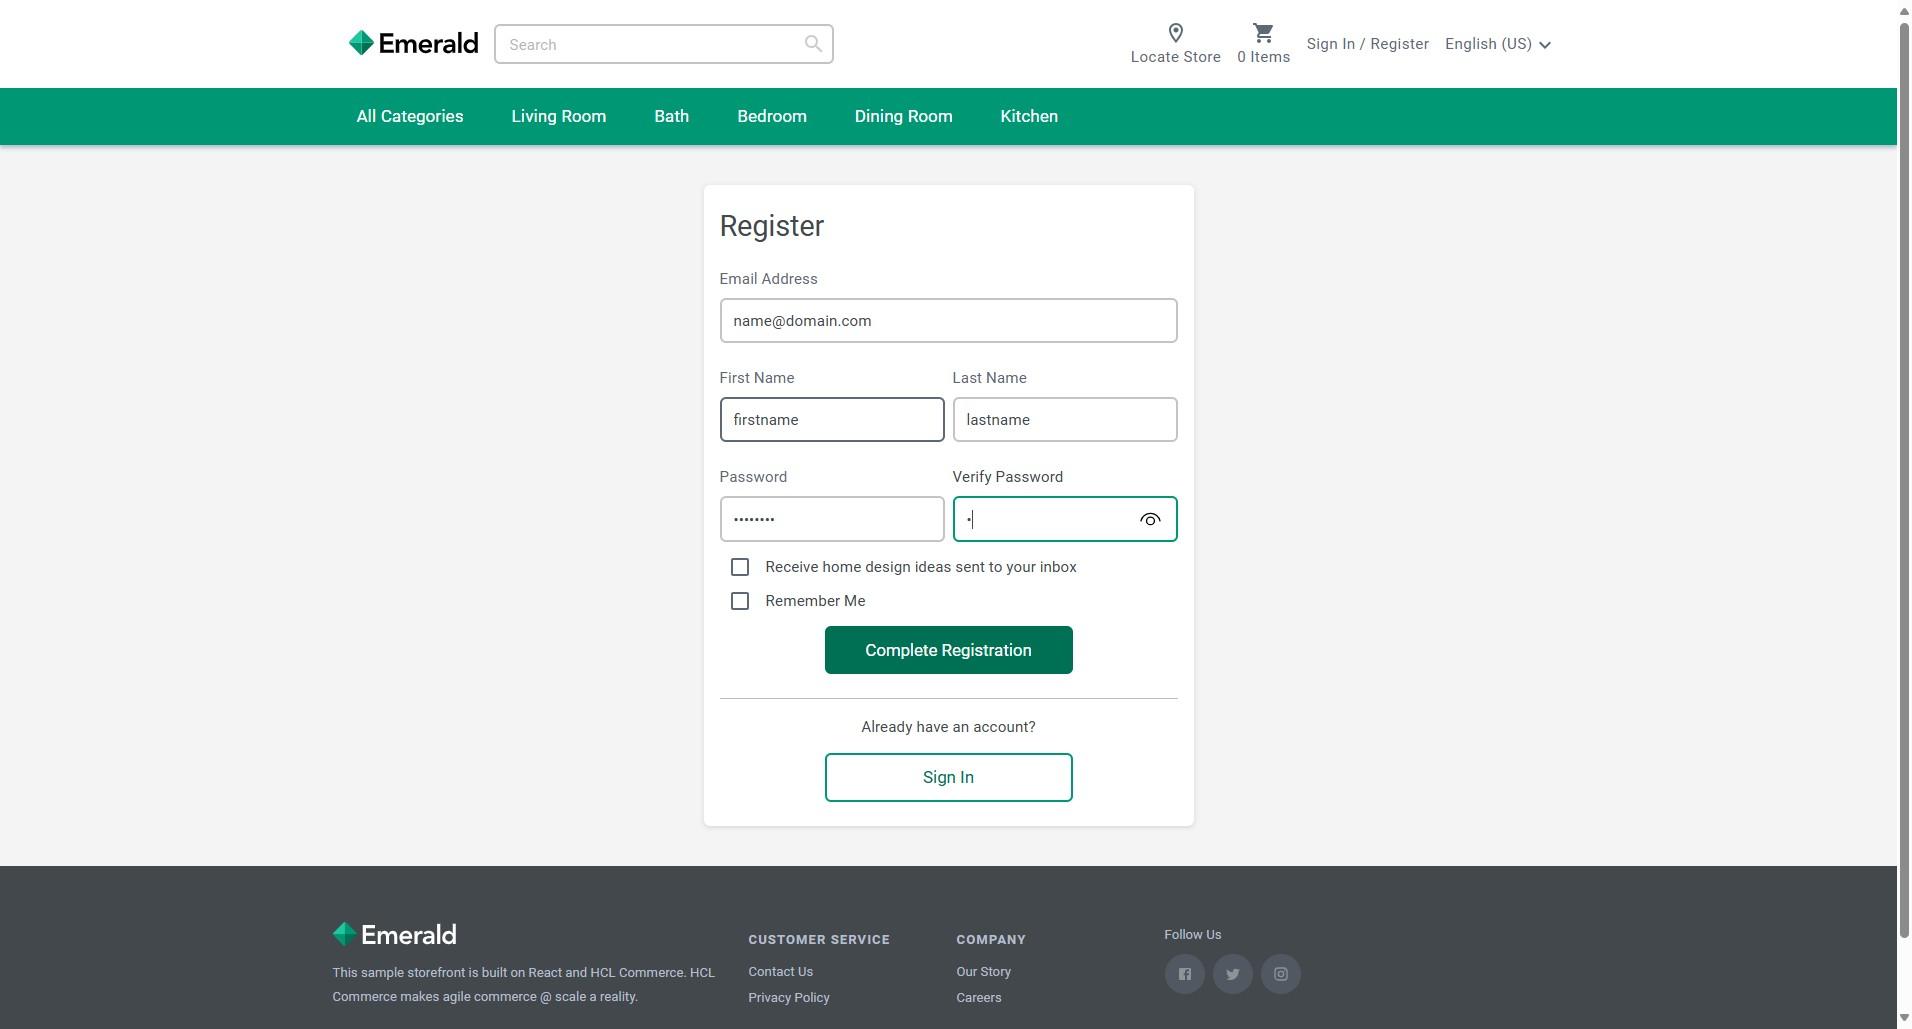 Emerald
Search
Locate Store
0 Items
Sign In / Register
English (US)
All Categories
Living Room
Bath
Bedroom
Dining Room
Kitchen
Register
Email Address
name@domain.com
First Name
Last Name
firstname
lastname
Password
Verify Password
••••••••
•
Receive home design ideas sent to your inbox
Remember Me
Complete Registration
Already have an account?
Sign In
Emerald
This sample storefront is built on React and HCL Commerce. HCL
Commerce makes agile commerce @ scale a reality.
CUSTOMER SERVICE
Contact Us
Privacy Policy
COMPANY
Our Story
Careers
Follow Us